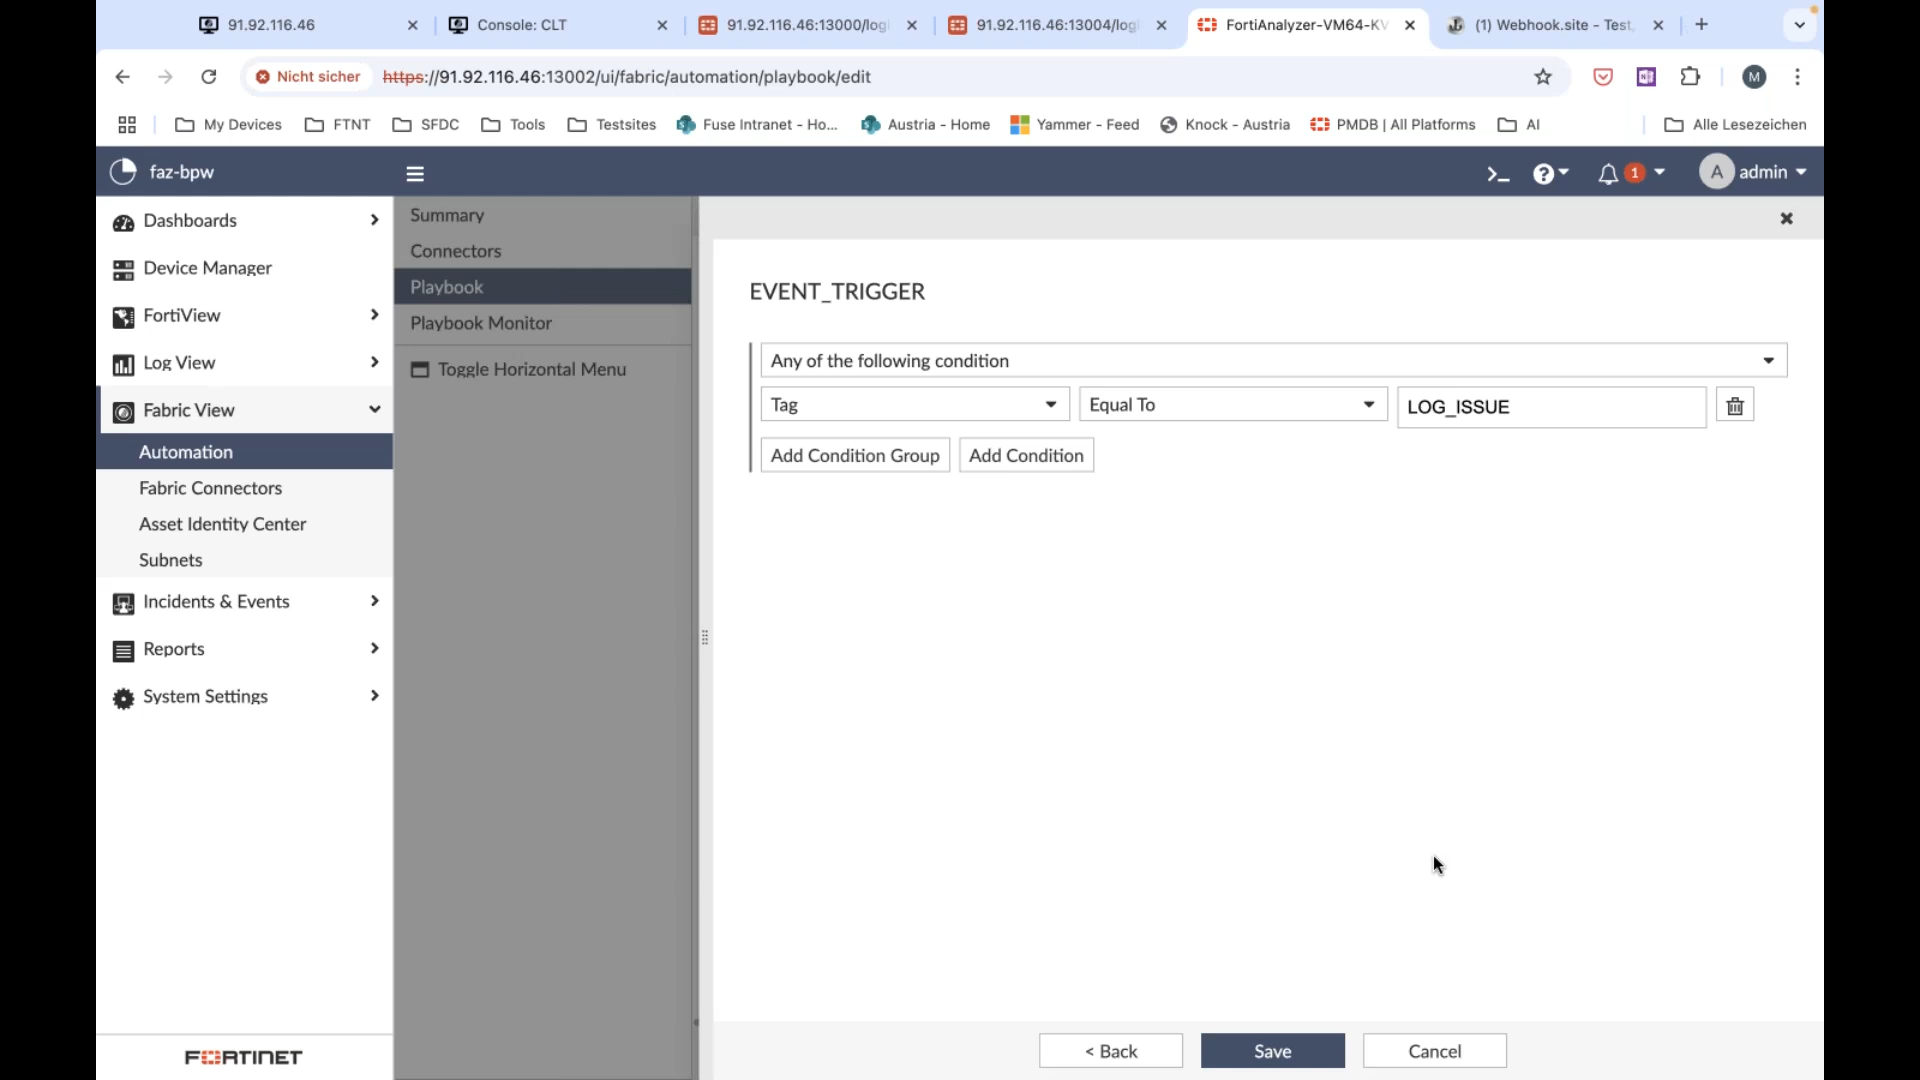 91.92.116.46
Console: CLT
91.92.116.46:13000/log
91.92.116.46:13004/log
FortiAnalyzer-VM64-KV
(1) Webhook.site - Test,
Nicht sicher
https://91.92.116.46:13002/ui/fabric/automation/playbook/edit
M
My Devices
FTNT
SFDC
Tools
Testsites
Fuse Intranet - Ho...
Austria - Home
Yammer - Feed
Knock - Austria
PMDB | All Platforms
AI
Alle Lesezeichen
faz-bpw
1
A
admin
Dashboards
Device Manager
FortiView
Log View
Fabric View
Automation
Fabric Connectors
Asset Identity Center
Subnets
Incidents & Events
Reports
System Settings
FORTINET
Summary
Connectors
Playbook
Playbook Monitor
Toggle Horizontal Menu
EVENT_TRIGGER
Any of the following condition
Tag
Equal To
LOG_ISSUE
Add Condition Group
Add Condition
< Back
Save
Cancel